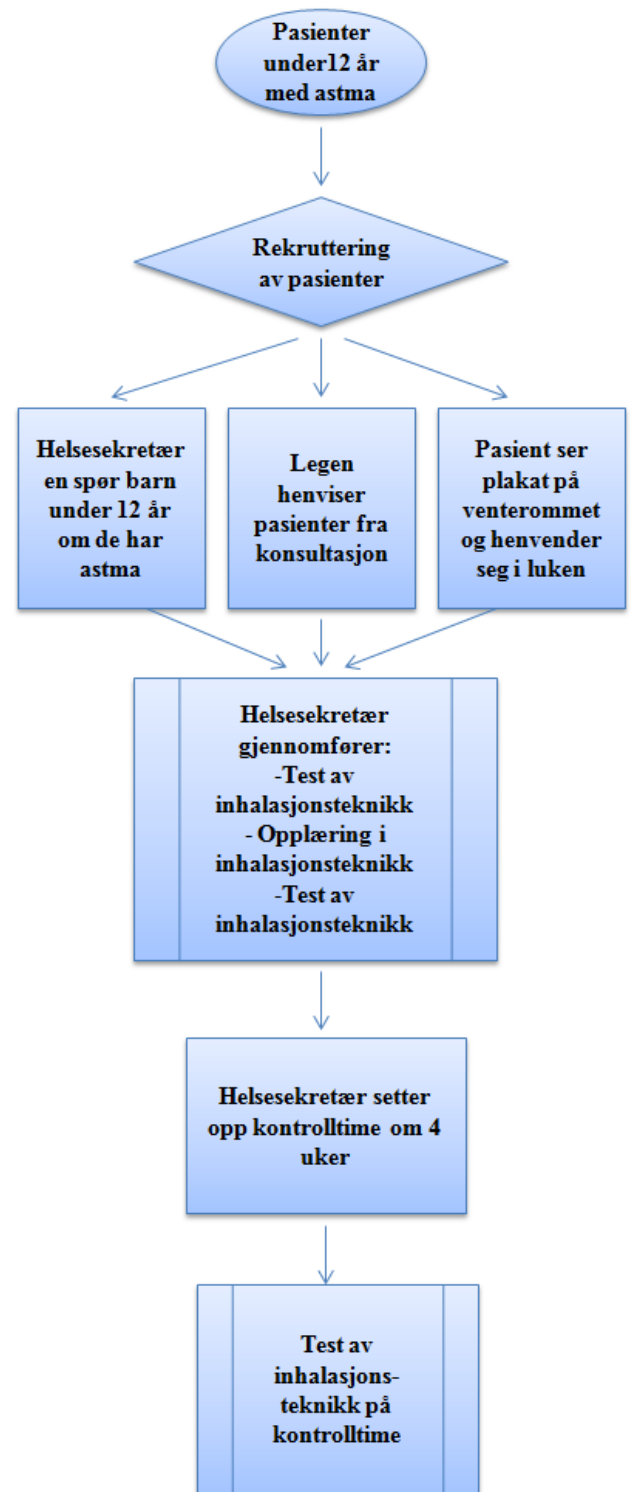 Pasienter
under12 år
med astma
Rekruttering
av pasienter
Helsesekretær
en spør barn
under 12 år
om de har
astma
Legen
henviser
pasienter fra
konsultasjon
Pasient ser
plakat på
venterommet
og henvender
seg i luken
Helsesekretær
gjennomfører:
-Test av
inhalasjonsteknikk
- Opplæring i
inhalasjonsteknikk
-Test av
inhalasjonsteknikk
Helsesekretær setter
opp kontrolltime om 4
uker
Test av
inhalasjons-
teknikk på
kontrolltime